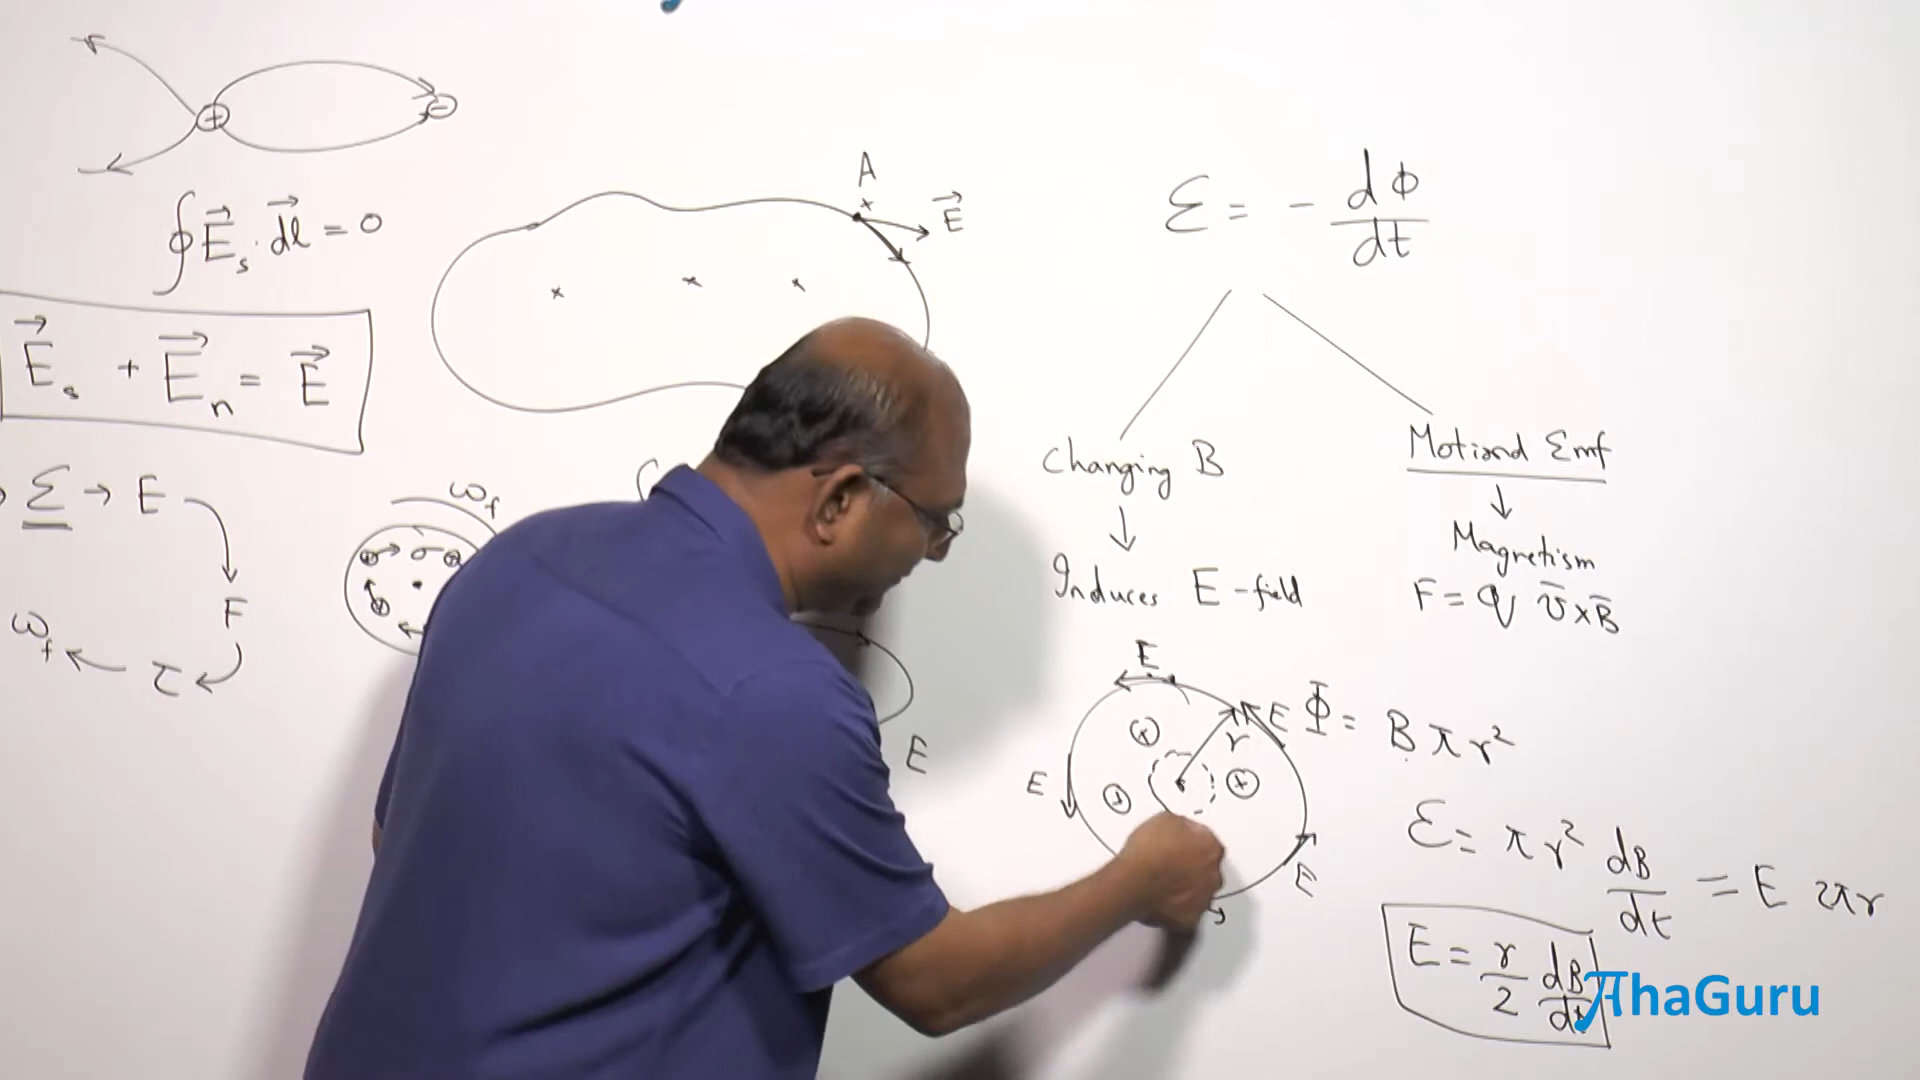 + -
∮ E⃗ₛ · dl⃗ = 0
E⃗ₛ + E⃗ₙ = E⃗
ℰ → E
F
τ
ω_f
ω_f
σ
A
E⃗
E
ℰ = - dΦ/dt
Changing B
↓
Induces E-field
Motional Emf
↓
Magnetism
F = q v̄ × B̄
E
E
E
E
r
Φ = B π r²
ℰ = π r² dB/dt = E 2πr
E = r/2 dB/dt
AhaGuru